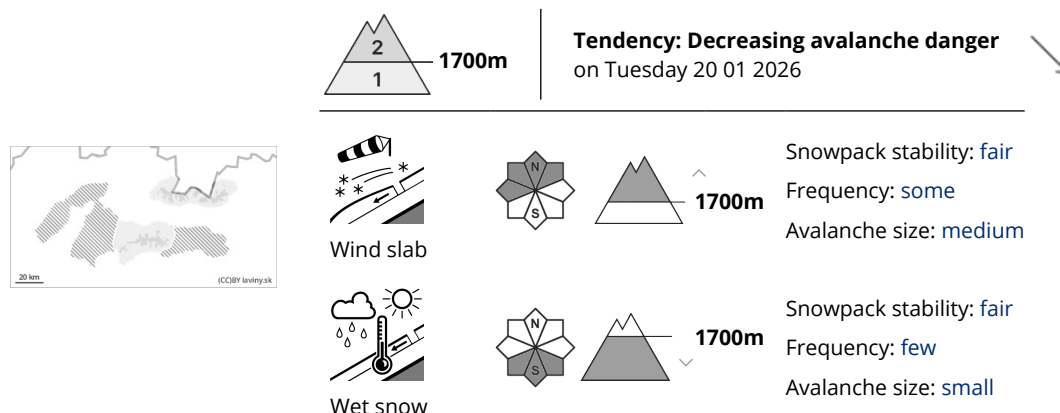 2
1
1700m
Tendency: Decreasing avalanche danger
on Tuesday 20 01 2026
20 km
(CC)BY laviny.sk
Wind slab
N
S
1700m
Snowpack stability: fair
Frequency: some
Avalanche size: medium
Wet snow
N
S
1700m
Snowpack stability: fair
Frequency: few
Avalanche size: small